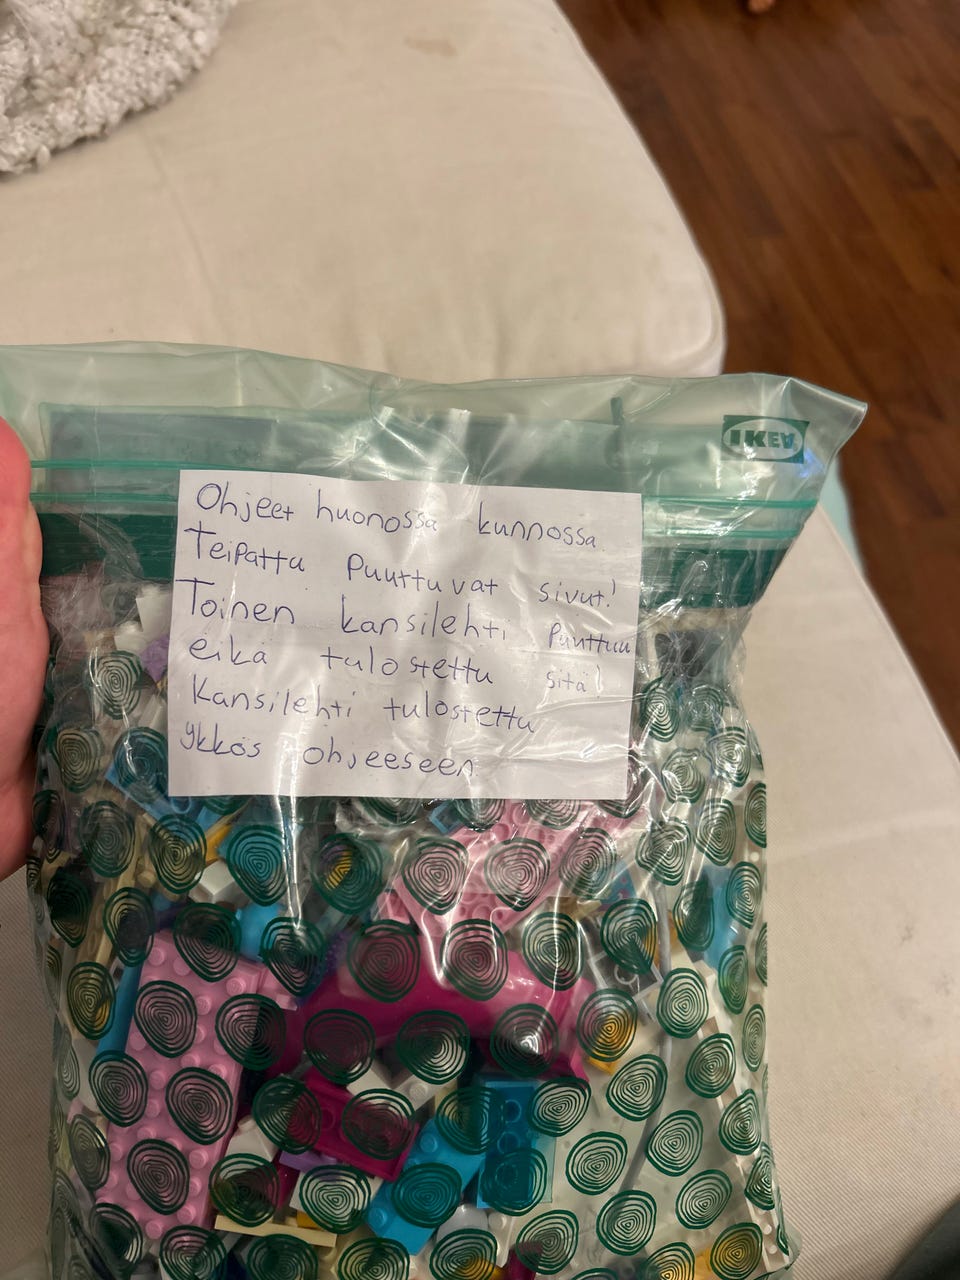 IKEA
Ohjeet huonossa kunnossa.
Teipattu Puuttuvat sivut!
Toinen kansilehti Puuttuu
eikä tulostettu sitä!
Kansilehti tulostettu
ykkös ohjeeseen.